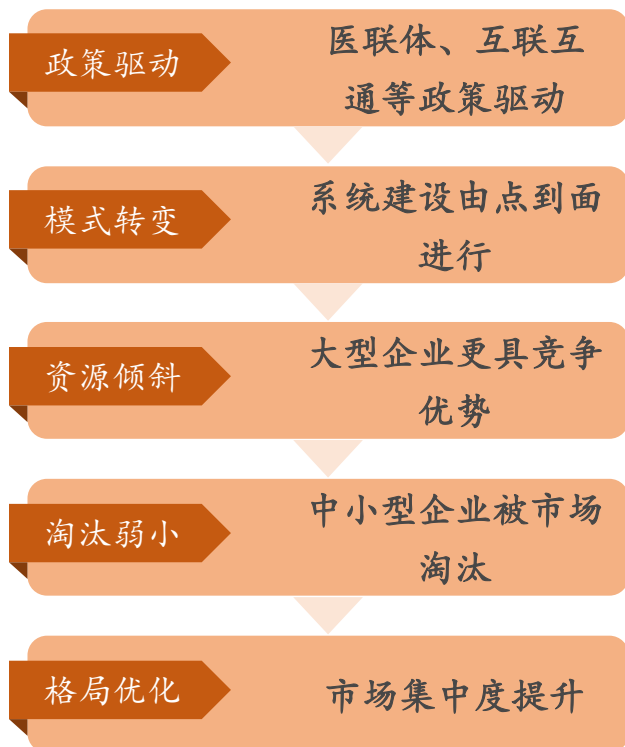 政策驱动
医联体、互联互
通等政策驱动
模式转变
系统建设由点到面
进行
资源倾斜
大型企业更具竞争
优势
淘汰弱小
中小型企业被市场
淘汰
格局优化
市场集中度提升